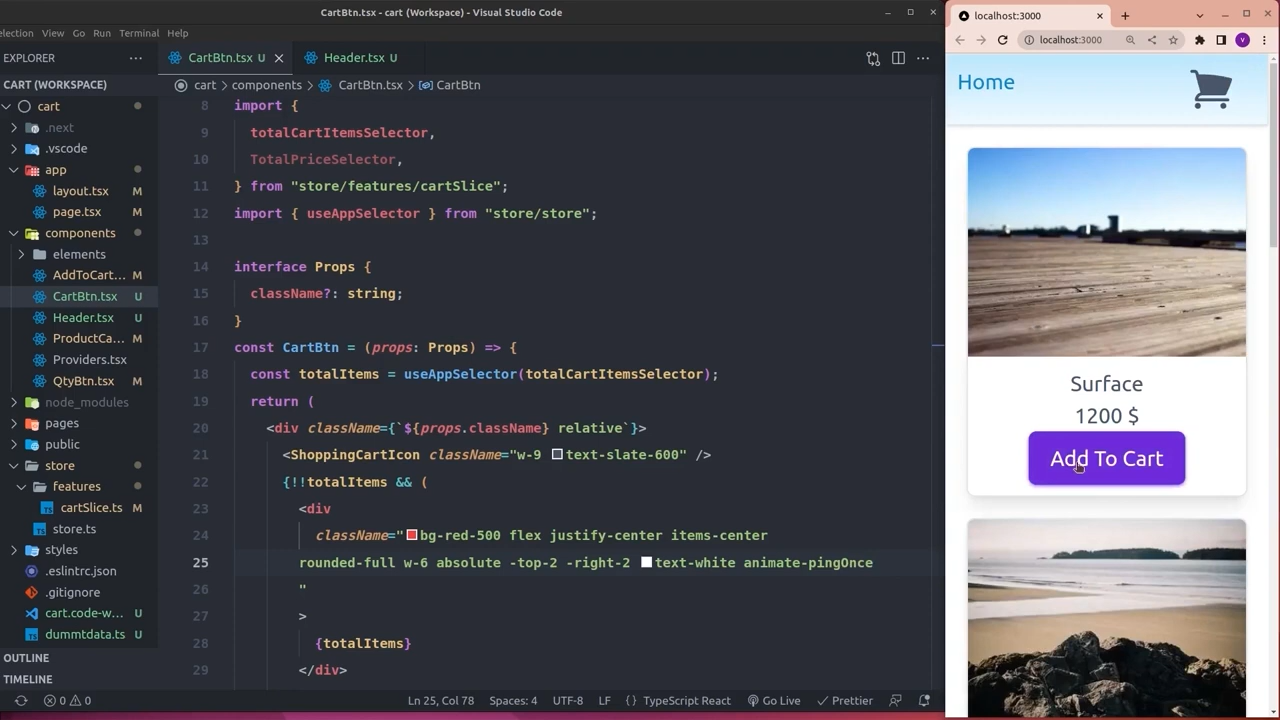 CartBtn.tsx - cart (Workspace) - Visual Studio Code
election View Go Run Terminal Help
EXPLORER
CartBtn.tsx U
Header.tsx U
CART (WORKSPACE)
cart > components > CartBtn.tsx > CartBtn
cart
.next
.vscode
app
layout.tsx M
page.tsx M
components
elements
AddToCart... M
CartBtn.tsx U
Header.tsx U
ProductCa... M
Providers.tsx
QtyBtn.tsx M
node_modules
pages
public
store
features
cartSlice.ts M
store.ts
styles
.eslintrc.json
.gitignore
cart.code-w... U
dummtdata.ts U
OUTLINE
TIMELINE
8 import {
9 totalCartItemsSelector,
10 TotalPriceSelector,
11 } from "store/features/cartSlice";
12 import { useAppSelector } from "store/store";
13
14 interface Props {
15 className?: string;
16 }
17 const CartBtn = (props: Props) => {
18 const totalItems = useAppSelector(totalCartItemsSelector);
19 return (
20 <div className={`${props.className} relative`}>
21 <ShoppingCartIcon className="w-9 text-slate-600" />
22 {!!totalItems && (
23 <div
24 className="bg-red-500 flex justify-center items-center
25 rounded-full w-6 absolute -top-2 -right-2 text-white animate-pingOnce
26 "
27 >
28 {totalItems}
29 </div>
0 0
Ln 25, Col 78 Spaces: 4 UTF-8 LF {} TypeScript React Go Live Prettier
localhost:3000
localhost:3000
V
Home
Surface
1200 $
Add To Cart